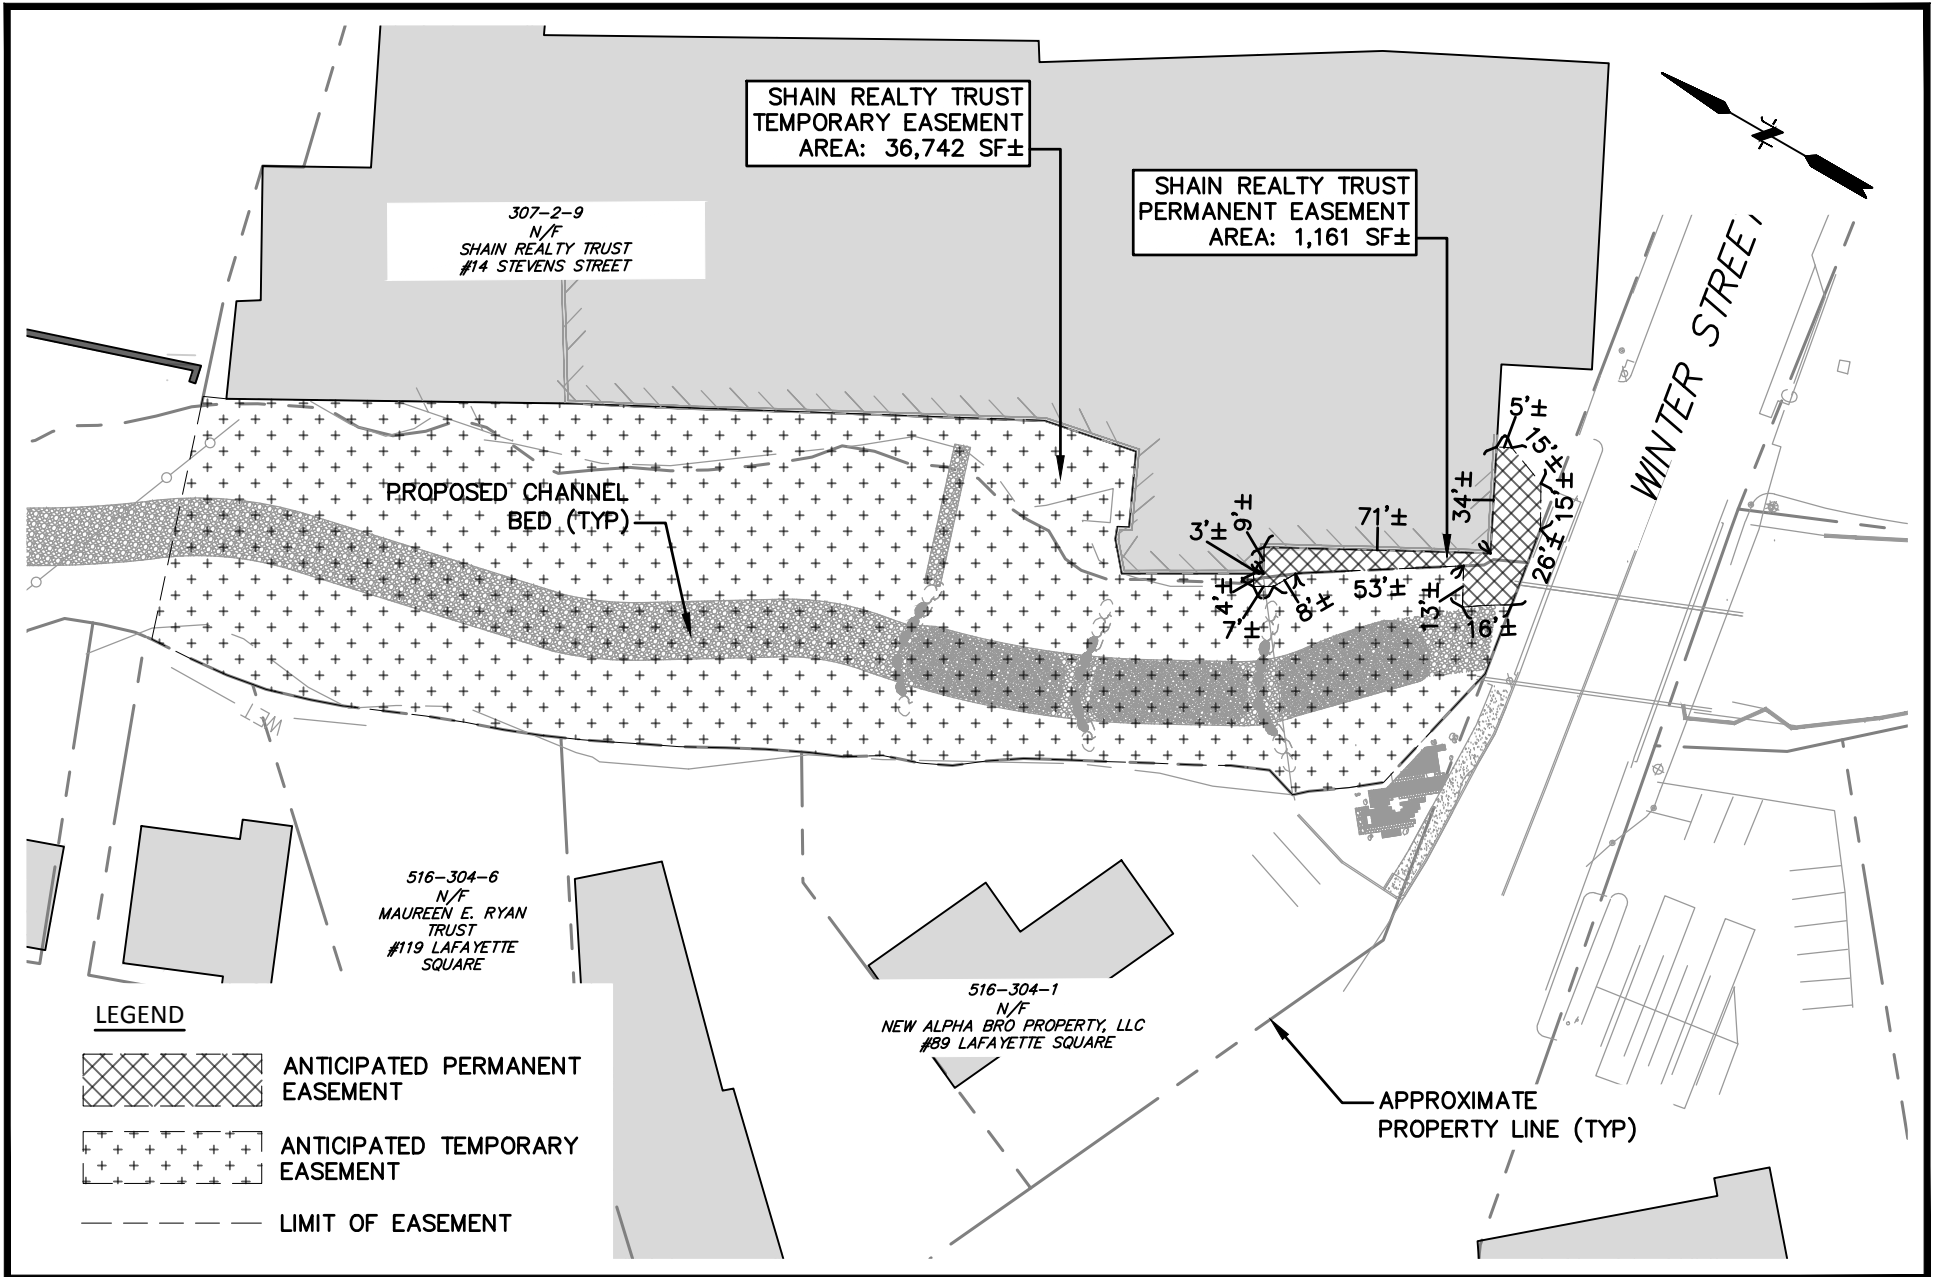 SHAIN REALTY TRUST
TEMPORARY EASEMENT
AREA: 36,742 SF±
SHAIN REALTY TRUST
PERMANENT EASEMENT
AREA: 1,161 SF±
307-2-9
N/F
SHAIN REALTY TRUST
#14 STEVENS STREET
WINTER STREET
PROPOSED CHANNEL
BED (TYP)
5'±
15'±
15'±
34'±
26'±
71'±
9'±
3'±
4'±
7'±
8'±
53'±
13'±
16'±
516-304-6
N/F
MAUREEN E. RYAN
TRUST
#119 LAFAYETTE
SQUARE
516-304-1
N/F
NEW ALPHA BRO PROPERTY, LLC
#89 LAFAYETTE SQUARE
APPROXIMATE
PROPERTY LINE (TYP)
LEGEND
ANTICIPATED PERMANENT
EASEMENT
ANTICIPATED TEMPORARY
EASEMENT
LIMIT OF EASEMENT